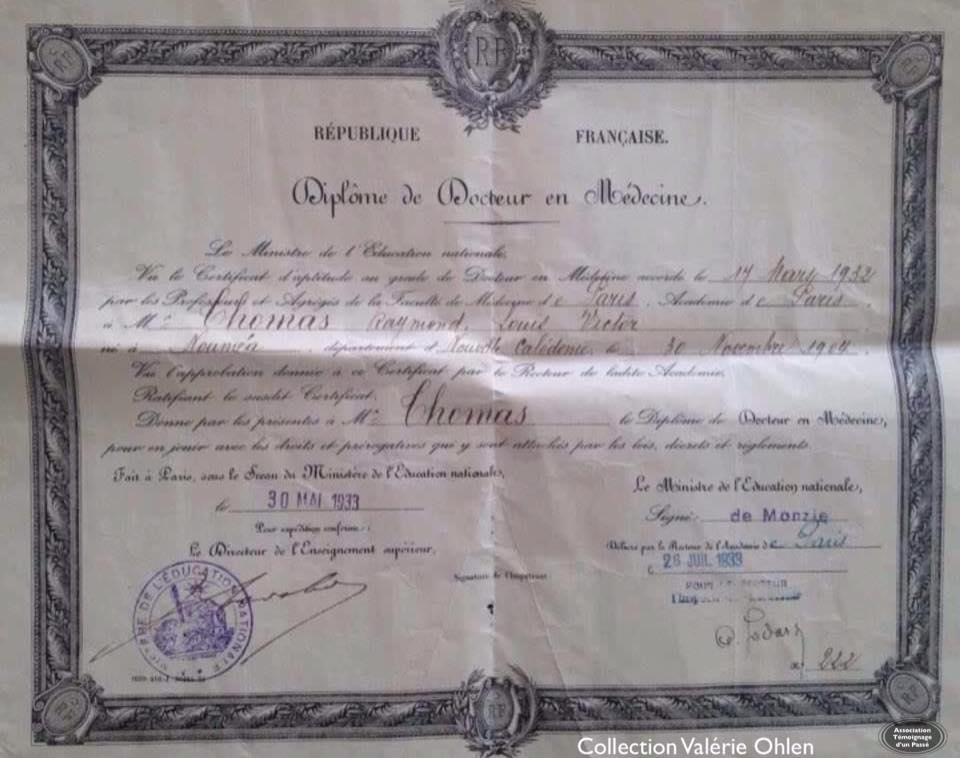 RF
RÉPUBLIQUE FRANÇAISE.
Diplôme de Docteur en Médecine.
Le Ministre de l'Éducation nationale,
Vu le Certificat d'aptitude au grade de Docteur en Médecine accordé le 17 Mars 1932
par les Professeurs et Agrégés de la Faculté de Médecine de Paris, Académie de Paris
à Mr Thomas Raymond, Louis Victor
né à Nouméa, département d Nouvelle Calédonie, le 30 Novembre 1904.
Vu l'approbation donnée à ce Certificat par le Recteur de ladite Académie,
Ratifiant le susdit Certificat,
Donne par les présentes à Mr Thomas le Diplôme de Docteur en Médecine,
pour en jouir avec les droits et prérogatives qui y sont attachés par les lois, décrets et règlements.
Fait à Paris, sous le Sceau du Ministère de l'Éducation nationale,
le 30 MAI 1933
Pour expédition conforme:
Le Directeur de l'Enseignement supérieur,
MINISTÈRE DE L'ÉDUCATION NATIONALE
Signature de l'Impétrant
Le Ministre de l'Éducation nationale,
Signé: de Monzie
Délivré par le Recteur de l'Académie de Paris
le 26 JUIL 1933
POUR LE RECTEUR
n° 222
Collection Valérie Ohlen
Association
Témoignage
d'un Passé